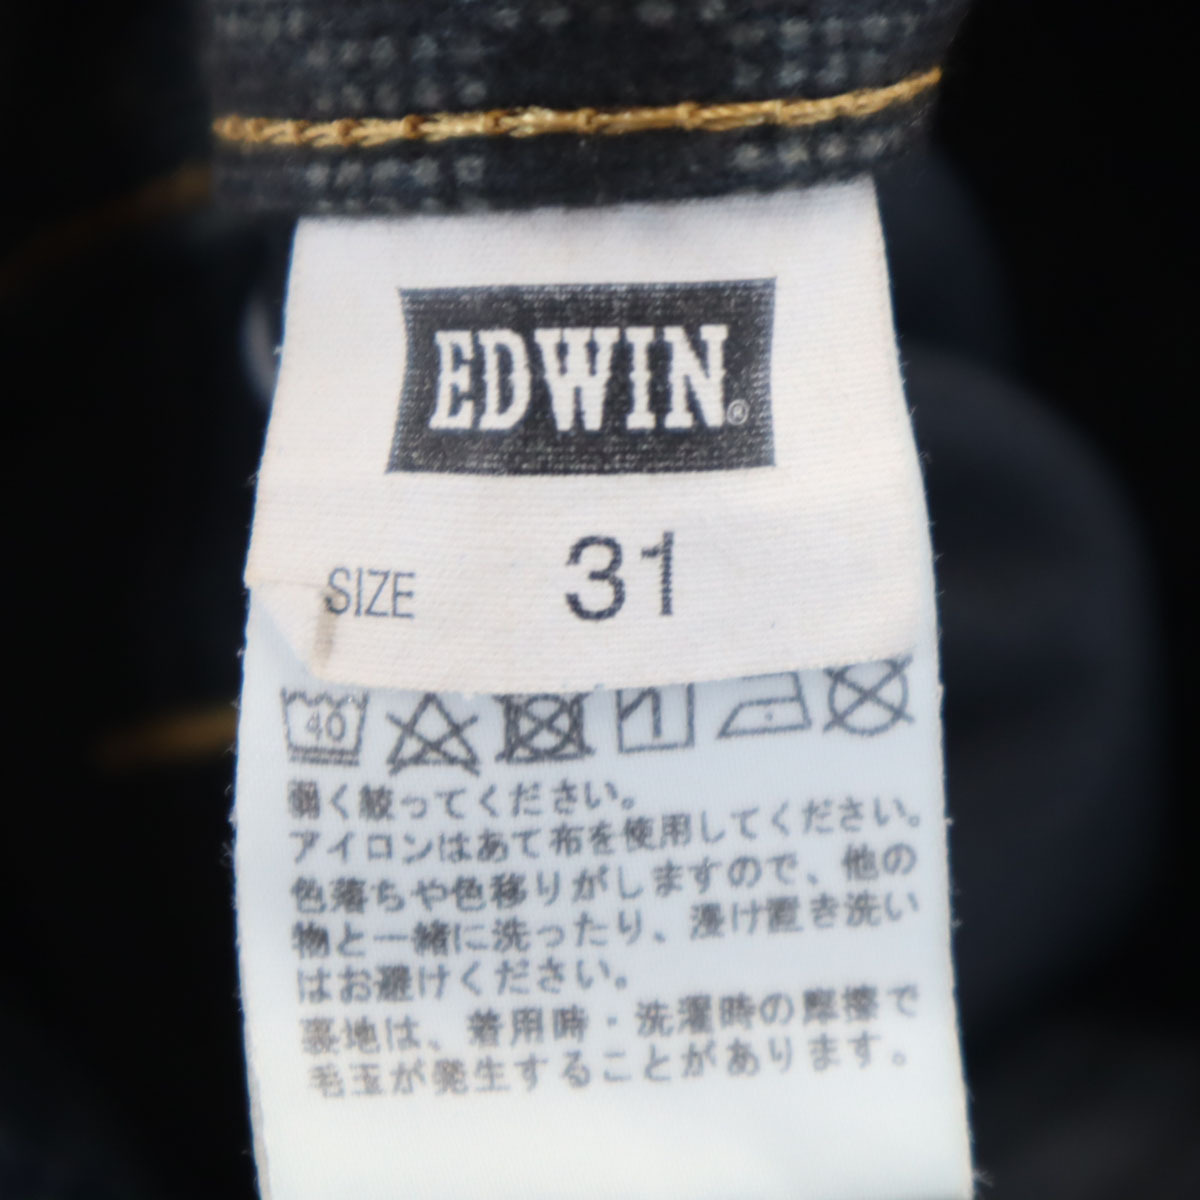 EDWIN®
SIZE 31
40
弱く絞ってください。
アイロンはあて布を使用してください。
色落ちや色移りがしますので、他の
物と一緒に洗ったり、浸け置き洗い
はお避けください。
裏地は、着用時・洗濯時の摩擦で
毛玉が発生することがあります。